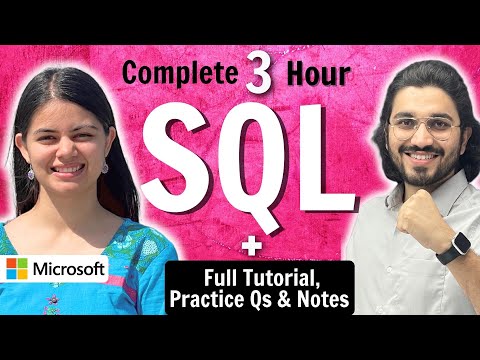 Complete 3 Hour
SQL
+
Full Tutorial,
Practice Qs & Notes
Microsoft